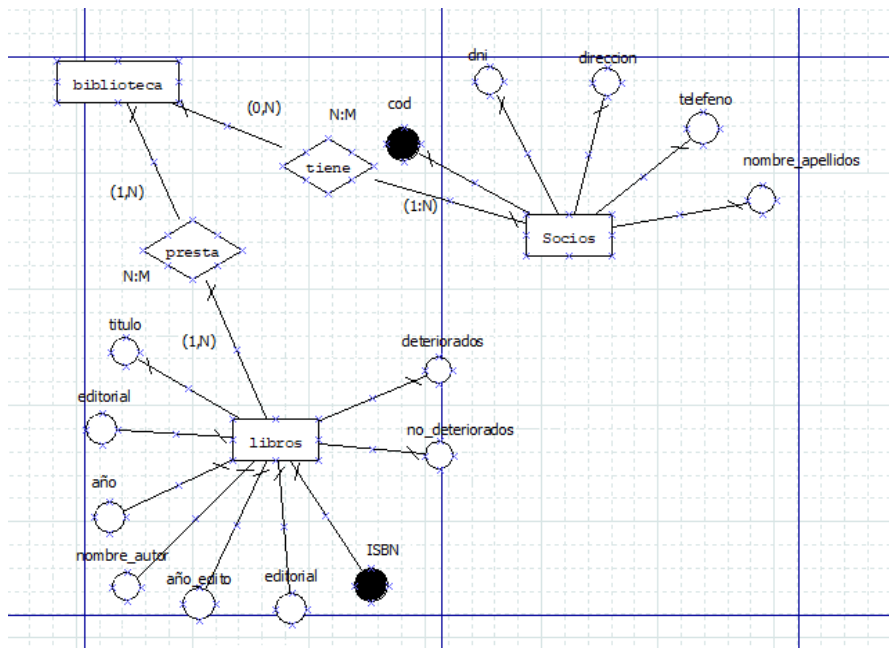 dni
direccion
biblioteca
(0,N)
N:M
cod
telefeno
tiene
nombre_apellidos
(1,N)
(1:N)
Socios
presta
N:M
titulo
(1,N)
deteriorados
editorial
no_deteriorados
libros
año
nombre_autor
año_edito
editorial
ISBN